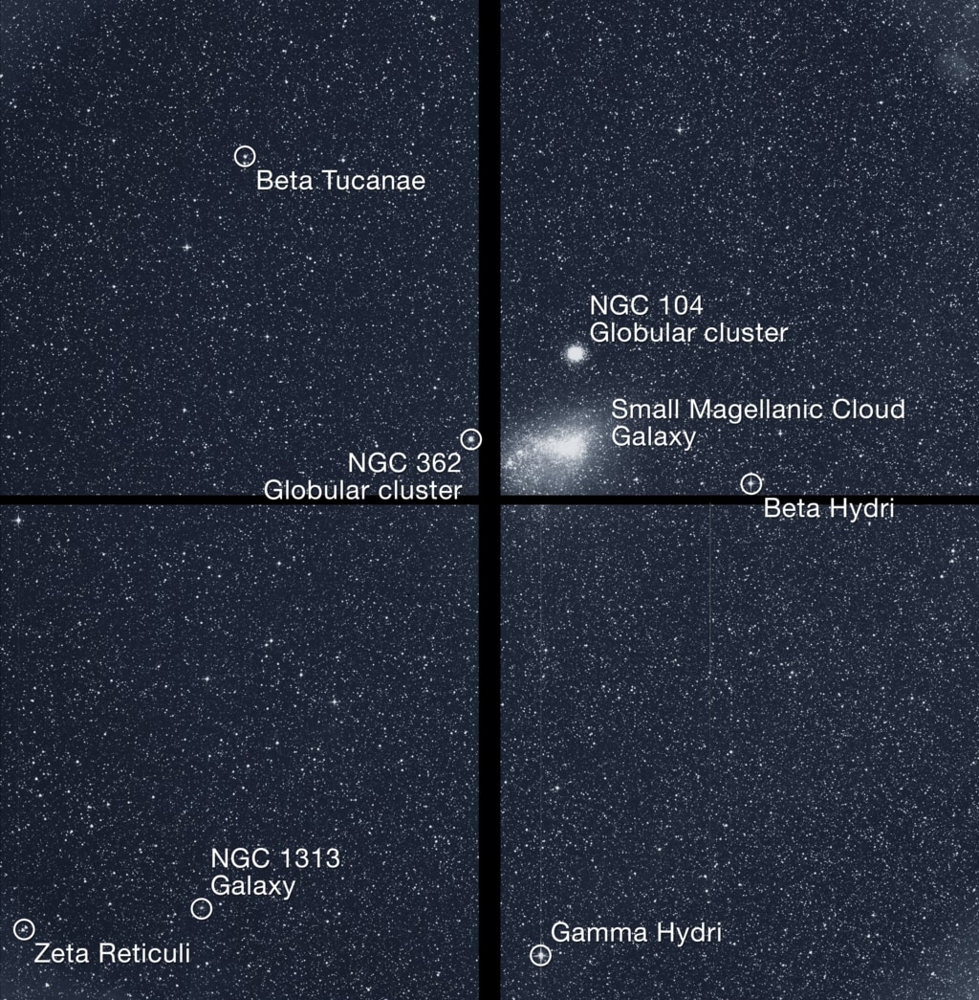 Beta Tucanae
NGC 104
Globular cluster
Small Magellanic Cloud
Galaxy
NGC 362
Globular cluster
Beta Hydri
NGC 1313
Galaxy
Zeta Reticuli
Gamma Hydri